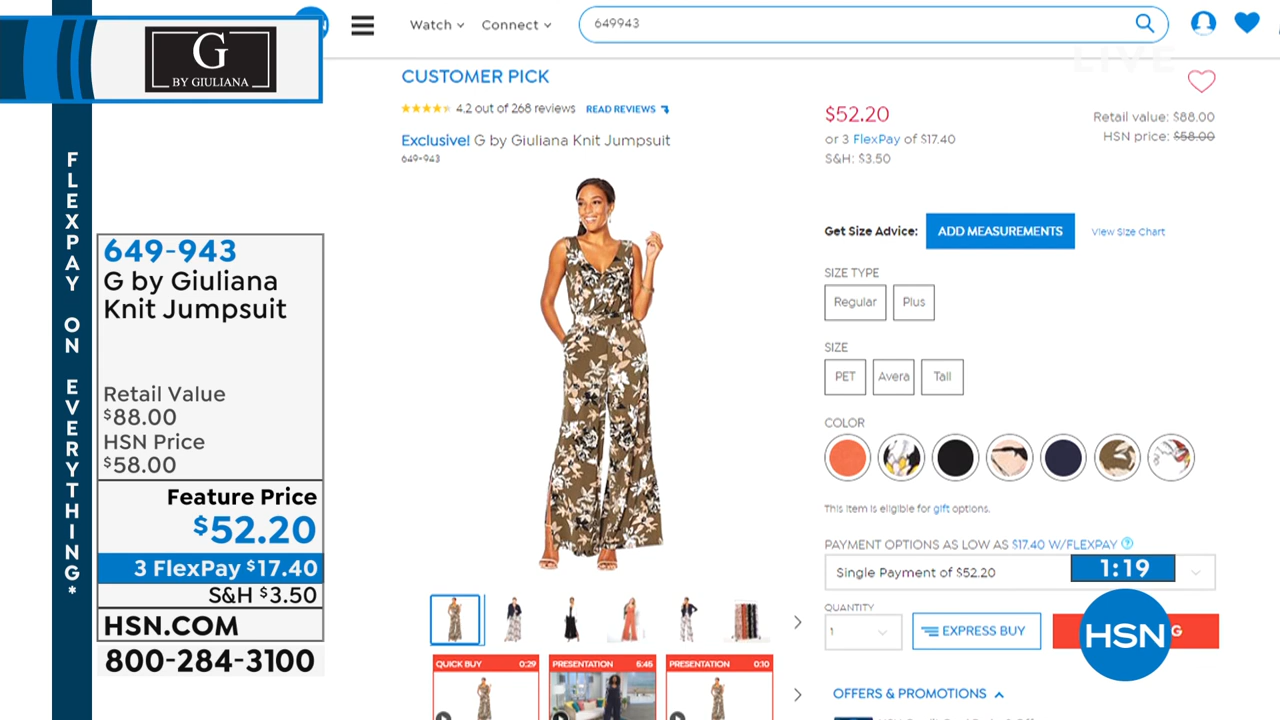 G
BY GIULIANA
FLEXPAY ON EVERYTHING*
649-943
G by Giuliana
Knit Jumpsuit
Retail Value
$88.00
HSN Price
$58.00
Feature Price
$52.20
3 FlexPay $17.40
S&H $3.50
HSN.COM
800-284-3100
Watch
Connect
649943
LIVE
CUSTOMER PICK
4.2 out of 268 reviews READ REVIEWS
Exclusive! G by Giuliana Knit Jumpsuit
649-943
$52.20
or 3 FlexPay of $17.40
S&H: $3.50
Retail value: $88.00
HSN price: $58.00
Get Size Advice: ADD MEASUREMENTS View Size Chart
SIZE TYPE
Regular Plus
SIZE
PET Avera Tall
COLOR
This item is eligible for gift options.
PAYMENT OPTIONS AS LOW AS $17.40 W/FLEXPAY ?
Single Payment of $52.20
1:19
QUANTITY
1
EXPRESS BUY
HSN
G
QUICK BUY 0:29
PRESENTATION 5:45
PRESENTATION 0:10
OFFERS & PROMOTIONS